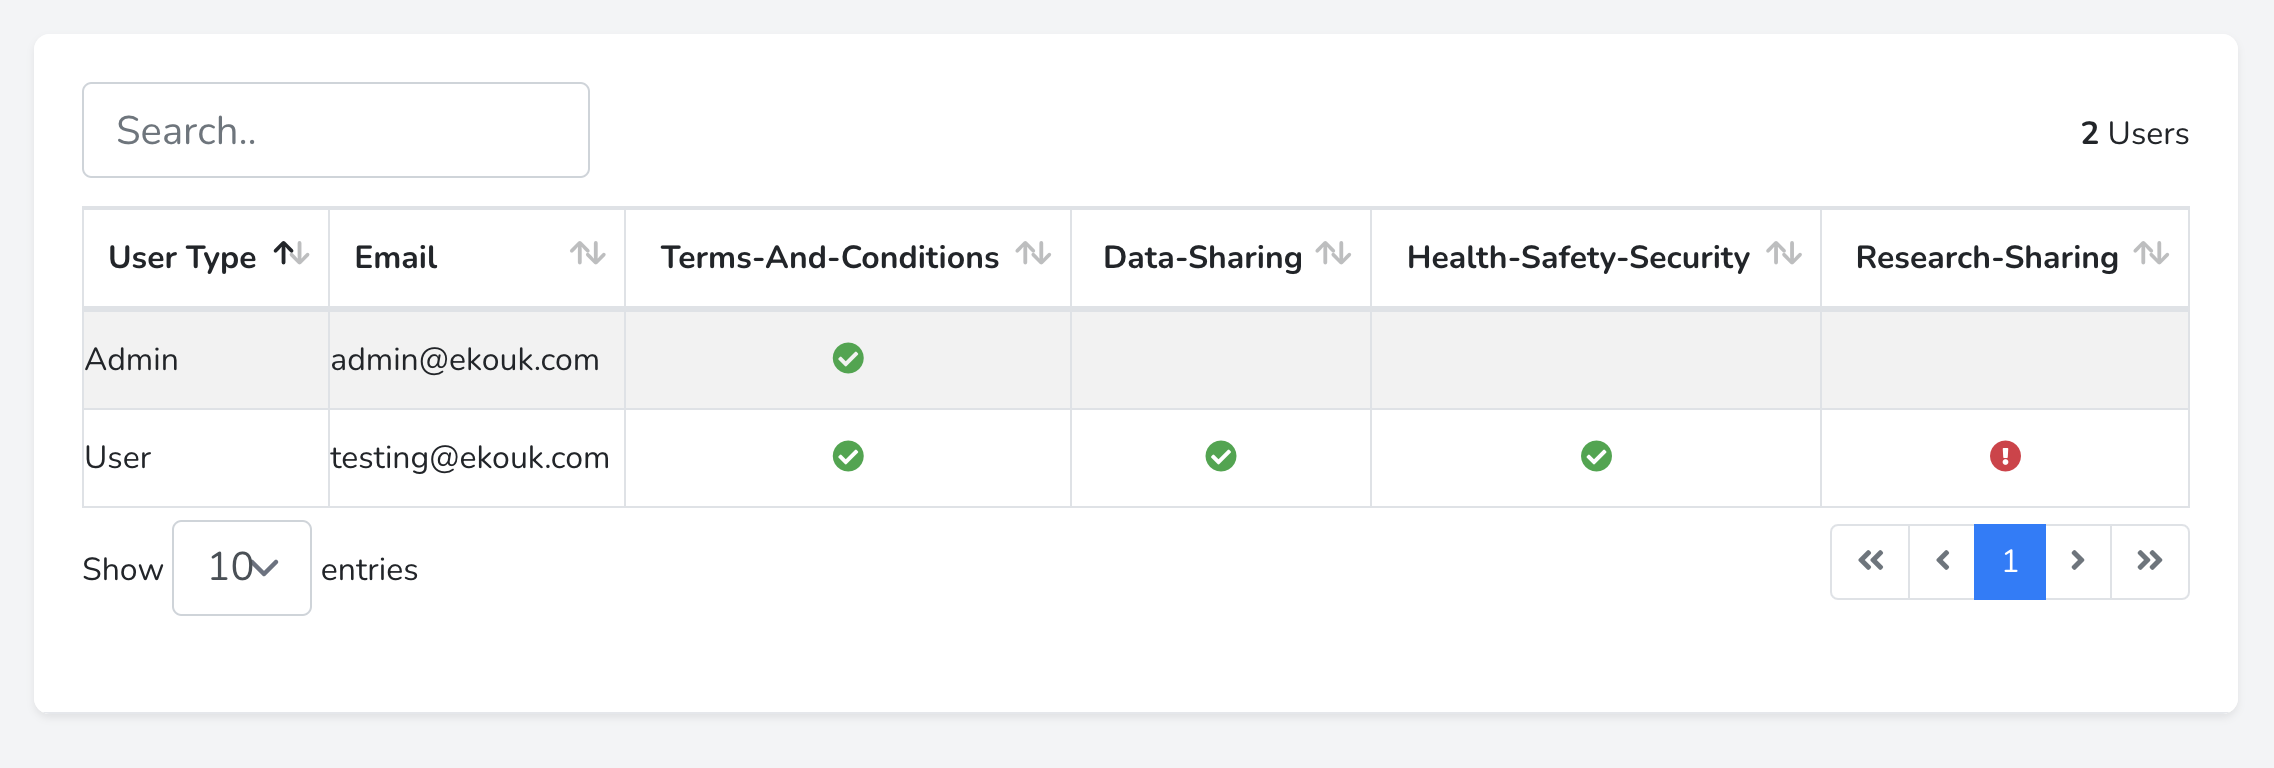 Search..
2 Users
User Type Email Terms-And-Conditions Data-Sharing Health-Safety-Security Research-Sharing
Admin admin@ekouk.com
User testing@ekouk.com
Show 10 entries
1